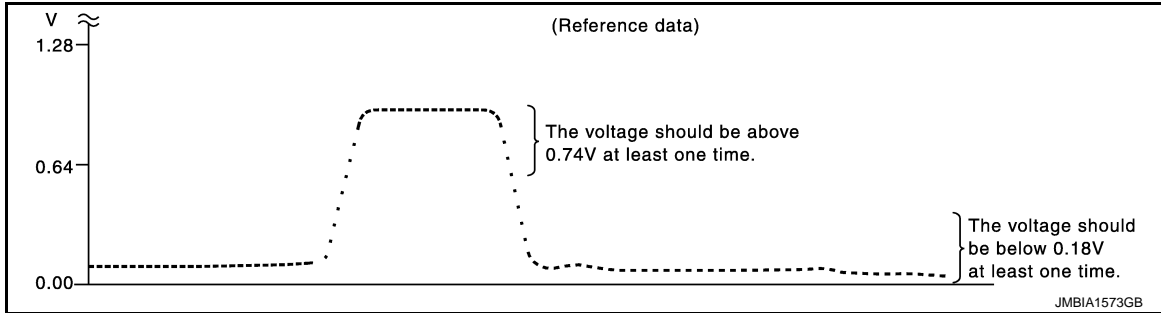 V
(Reference data)
1.28
The voltage should be above
0.74V at least one time.
0.64
The voltage should
be below 0.18V
at least one time.
0.00
JMBIA1573GB